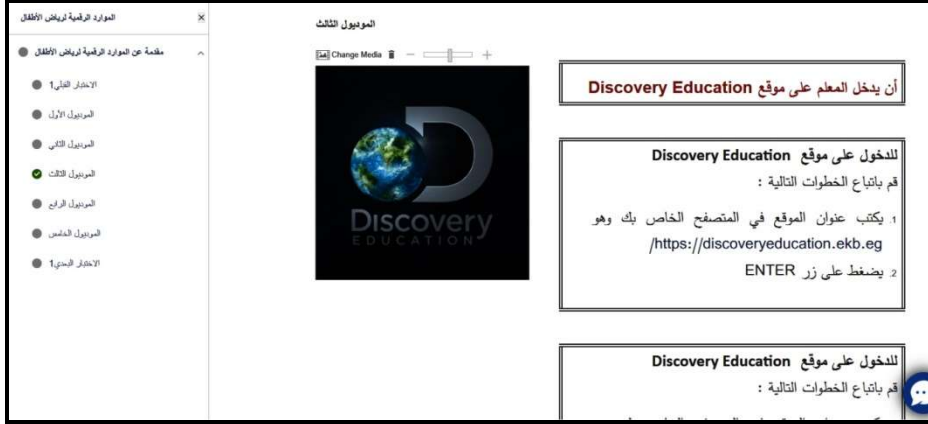 الموارد الرقمية لرياض الأطفال
مقدمة عن الموارد الرقمية لرياض الأطفال
الاختبار القبلي1
الموديول الأول
الموديول الثاني
الموديول الثالث
الموديول الرابع
الموديول الخامس
الاختبار البعدي1
الموديول الثالث
Change Media
Discovery
EDUCATION
أن يدخل المعلم على موقع Discovery Education
للدخول على موقع Discovery Education
قم باتباع الخطوات التالية :
1. يكتب عنوان الموقع في المتصفح الخاص بك وهو
https://discoveryeducation.ekb.eg/
2. يضغط على زر ENTER
للدخول على موقع Discovery Education
قم باتباع الخطوات التالية :